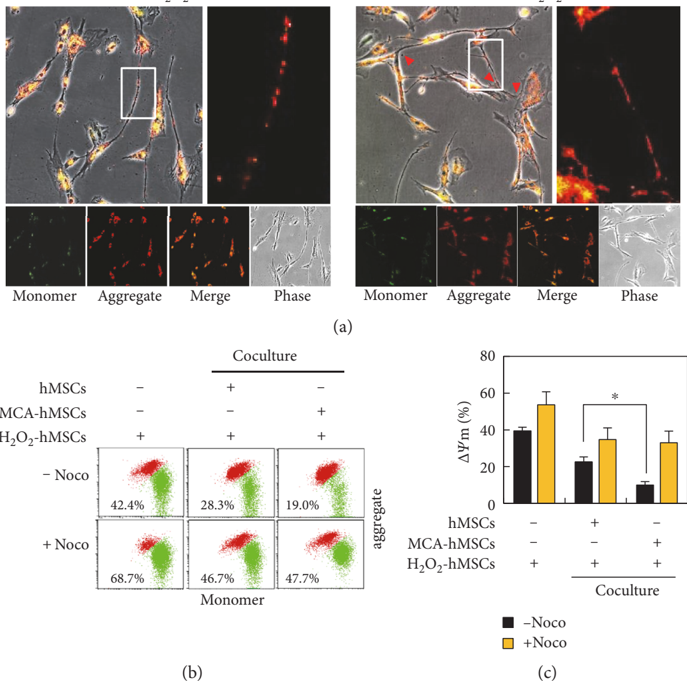 Monomer Aggregate Merge Phase Monomer Aggregate Merge Phase
(a)
Coculture
hMSCs – + –
MCA-hMSCs – – +
H₂O₂-hMSCs + + +
– Noco
42.4% 28.3% 19.0%
+ Noco
68.7% 46.7% 47.7%
Monomer
aggregate
(b)
ΔΨm (%)
80
60
40
20
0
*
hMSCs – + –
MCA-hMSCs – – +
H₂O₂-hMSCs + + +
Coculture
–Noco
+Noco
(c)